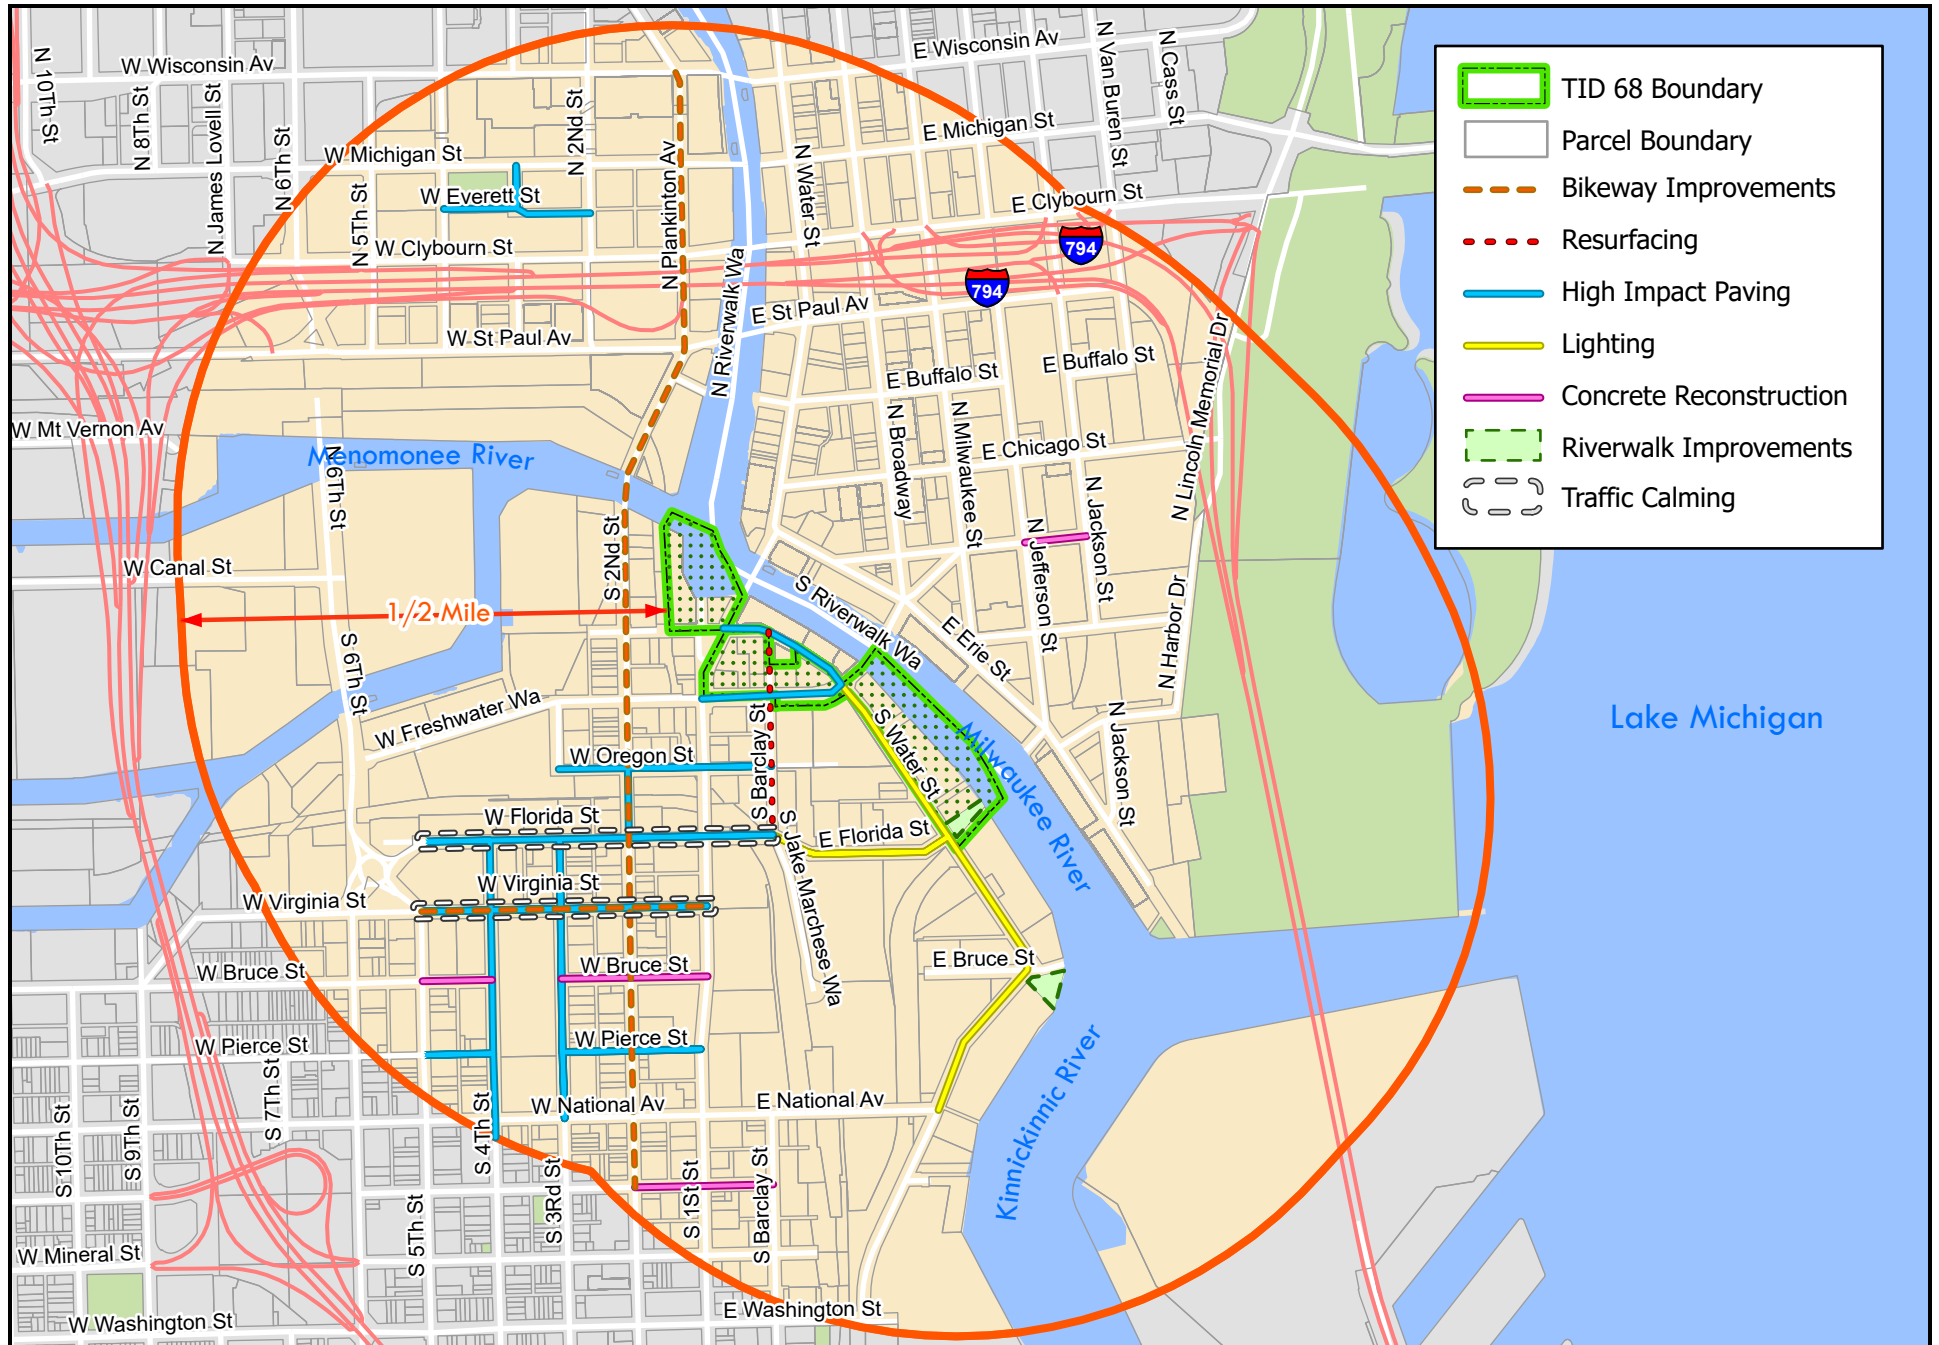 N 10Th St
W Wisconsin Av
N 8Th St
N James Lovell St
N 6Th St
N 5Th St
W Michigan St
N 2Nd St
W Everett St
W Clybourn St
N Plankinton Av
N Riverwalk Wa
N Water St
E Wisconsin Av
N Van Buren St
N Cass St
E Michigan St
E Clybourn St
794
794
E St Paul Av
W St Paul Av
E Buffalo St
E Buffalo St
N Lincoln Memorial Dr
W Mt Vernon Av
Menomonee River
N 6Th St
N Broadway
N Milwaukee St
E Chicago St
N Jackson St
N Jefferson St
W Canal St
S 2Nd St
1/2 Mile
S Riverwalk Wa
E Erie St
N Harbor Dr
S 6Th St
W Freshwater Wa
S Barclay St
S Water St
Milwaukee River
N Jackson St
Lake Michigan
W Oregon St
W Florida St
E Florida St
S Jake Marchese Wa
W Virginia St
W Virginia St
W Bruce St
W Bruce St
E Bruce St
W Pierce St
W Pierce St
S 7Th St
Kinnickinnic River
W National Av
E National Av
S 10Th St
S 9Th St
S 4Th St
S 5Th St
S 3Rd St
S 1St St
S Barclay St
W Mineral St
W Washington St
E Washington St
TID 68 Boundary
Parcel Boundary
Bikeway Improvements
Resurfacing
High Impact Paving
Lighting
Concrete Reconstruction
Riverwalk Improvements
Traffic Calming